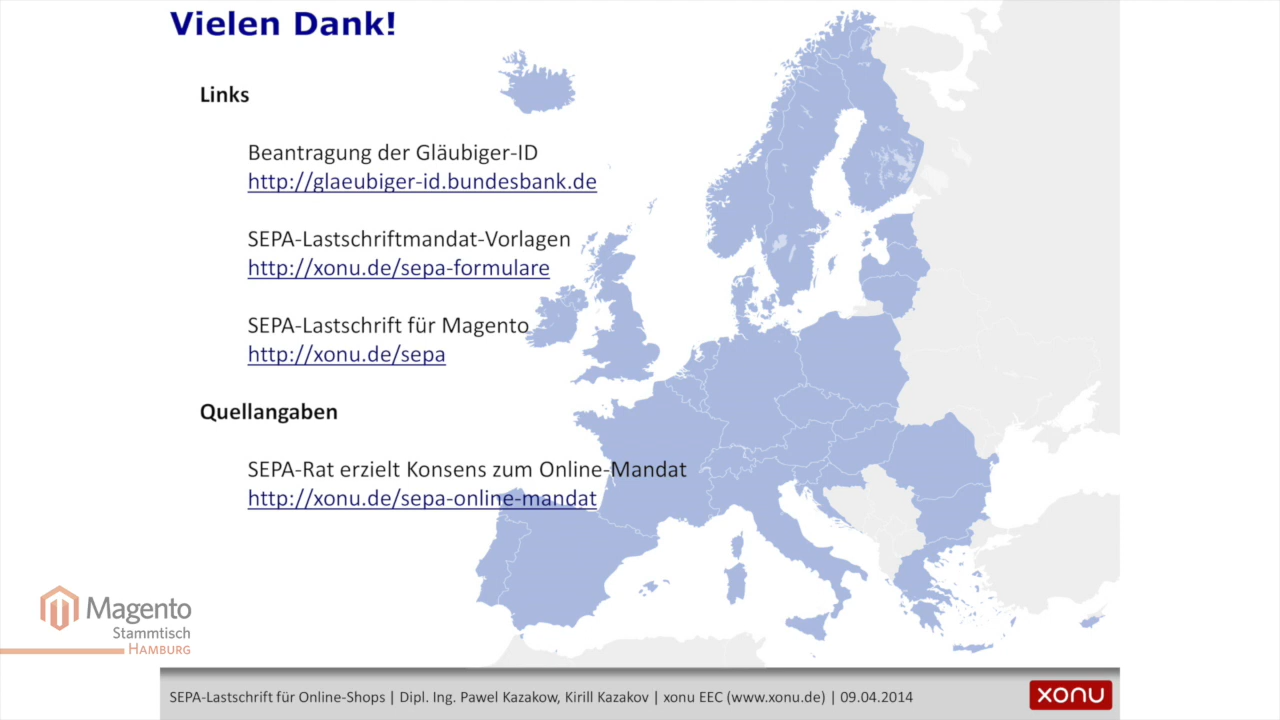 Vielen Dank!
Links
Beantragung der Gläubiger-ID
http://glaeubiger-id.bundesbank.de
SEPA-Lastschriftmandat-Vorlagen
http://xonu.de/sepa-formulare
SEPA-Lastschrift für Magento
http://xonu.de/sepa
Quellangaben
SEPA-Rat erzielt Konsens zum Online-Mandat
http://xonu.de/sepa-online-mandat
Magento
Stammtisch
HAMBURG
SEPA-Lastschrift für Online-Shops | Dipl. Ing. Pawel Kazakow, Kirill Kazakov | xonu EEC (www.xonu.de) | 09.04.2014
xonu